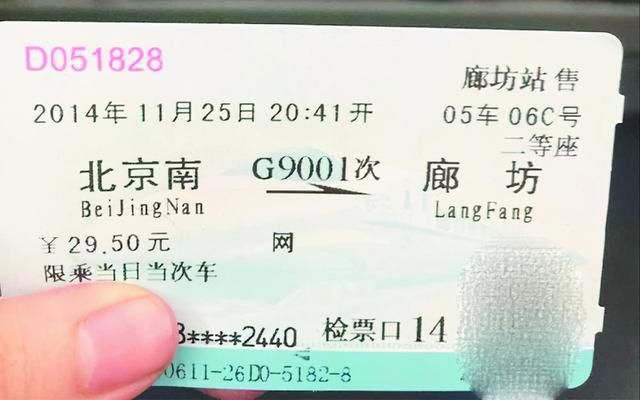 D051828
廊坊站 售
2014年 11月25日 20:41开
05车 06C号
二等座
北京南 G9001次 廊坊
BeiJingNan LangFang
￥29.50元 网
限乘当日当次车
3****2440 检票口14
0611-26D0-5182-8